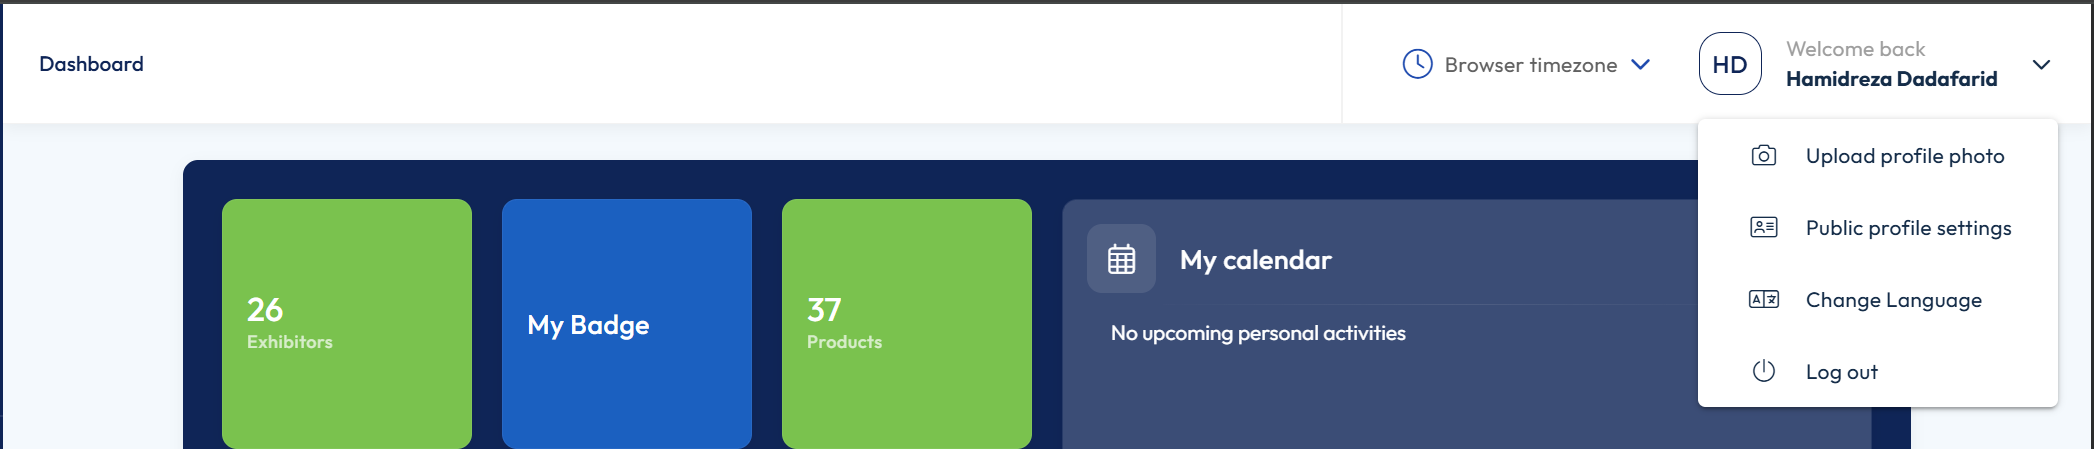 Dashboard
Browser timezone
HD
Welcome back
Hamidreza Dadafarid
Upload profile photo
Public profile settings
Change Language
Log out
26
Exhibitors
My Badge
37
Products
My calendar
No upcoming personal activities